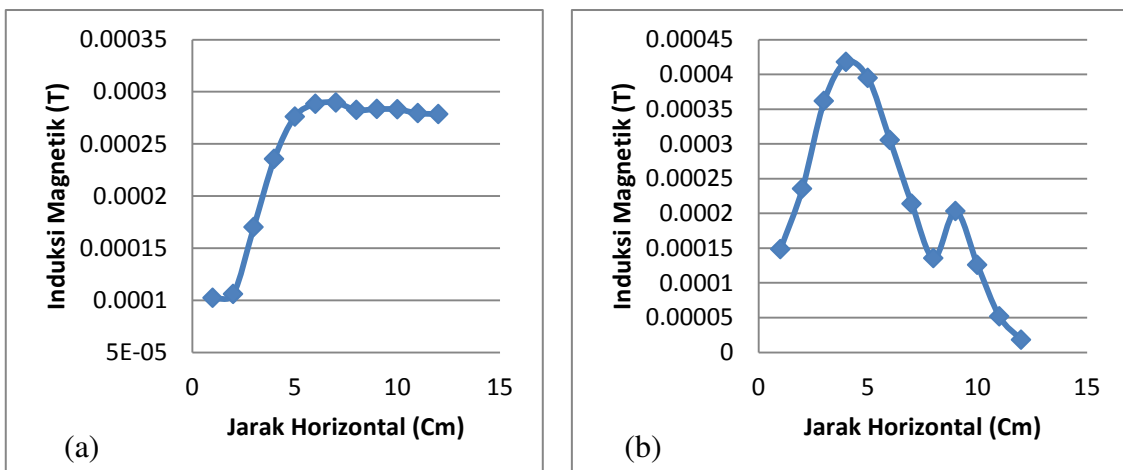 0.00035
0.0003
0.00025
0.0002
0.00015
0.0001
5E-05
Induksi Magnetik (T)
0 5 10 15
Jarak Horizontal (Cm)
(a)
0.00045
0.0004
0.00035
0.0003
0.00025
0.0002
0.00015
0.0001
0.00005
0
Induksi Magnetik (T)
0 5 10 15
Jarak Horizontal (Cm)
(b)